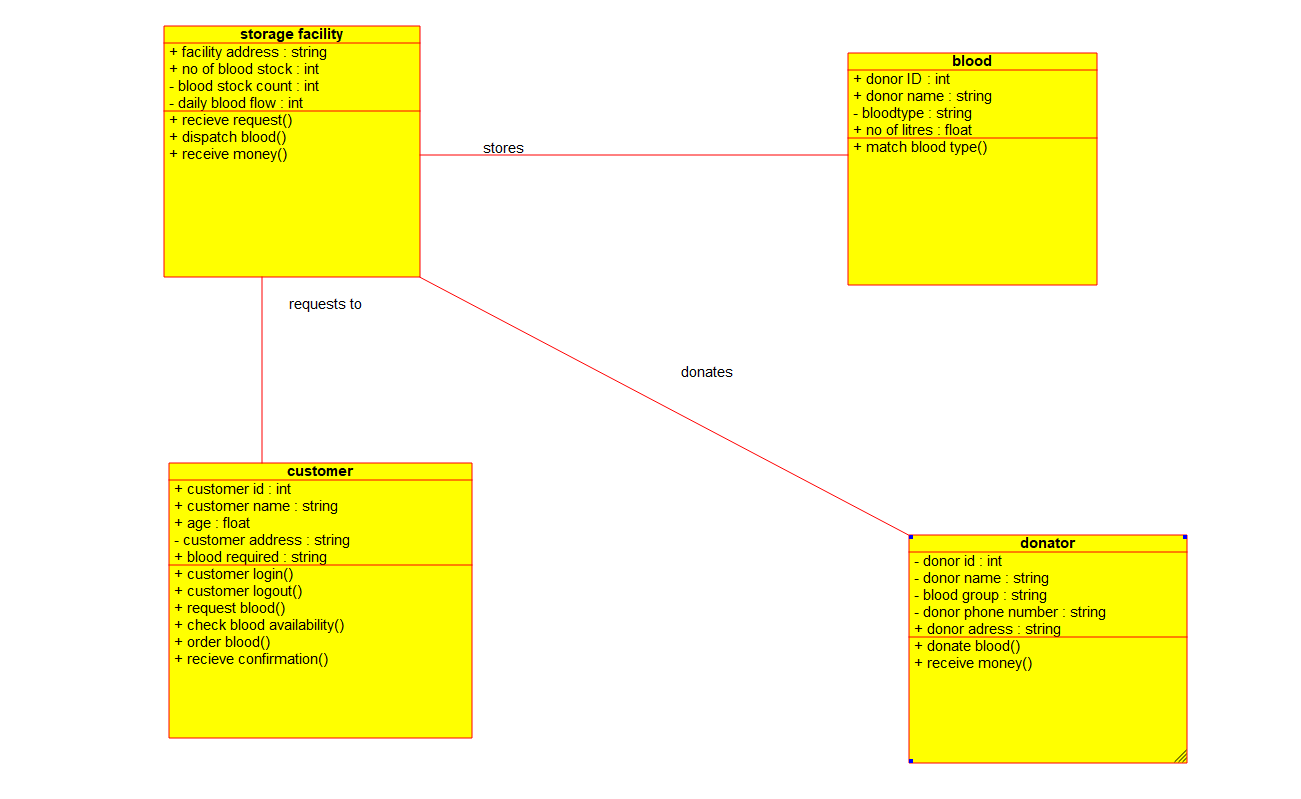 storage facility
+ facility address : string
+ no of blood stock : int
- blood stock count : int
- daily blood flow : int
+ recieve request()
+ dispatch blood()
+ receive money()
blood
+ donor ID : int
+ donor name : string
- bloodtype : string
+ no of litres : float
+ match blood type()
stores
requests to
donates
customer
+ customer id : int
+ customer name : string
+ age : float
- customer address : string
+ blood required : string
+ customer login()
+ customer logout()
+ request blood()
+ check blood availability()
+ order blood()
+ recieve confirmation()
donator
- donor id : int
- donor name : string
- blood group : string
- donor phone number : string
+ donor adress : string
+ donate blood()
+ receive money()